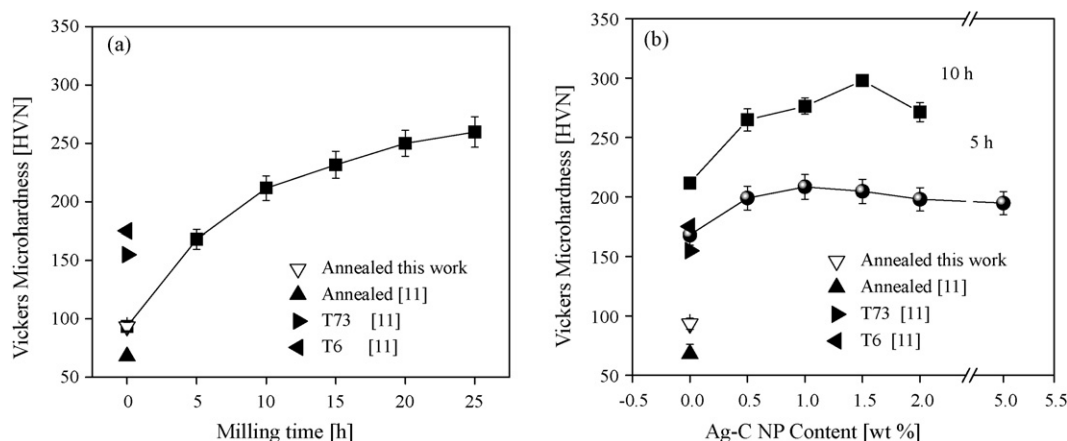 (a)
350
300
250
200
150
100
50
Vickers Microhardness [HVN]
0 5 10 15 20 25
Milling time [h]
Annealed this work
Annealed [11]
T73 [11]
T6 [11]
(b)
350
300
250
200
150
100
50
Vickers Microhardness [HVN]
10 h
5 h
Annealed this work
Annealed [11]
T73 [11]
T6 [11]
-0.5 0.0 0.5 1.0 1.5 2.0 5.0 5.5
Ag-C NP Content [wt %]